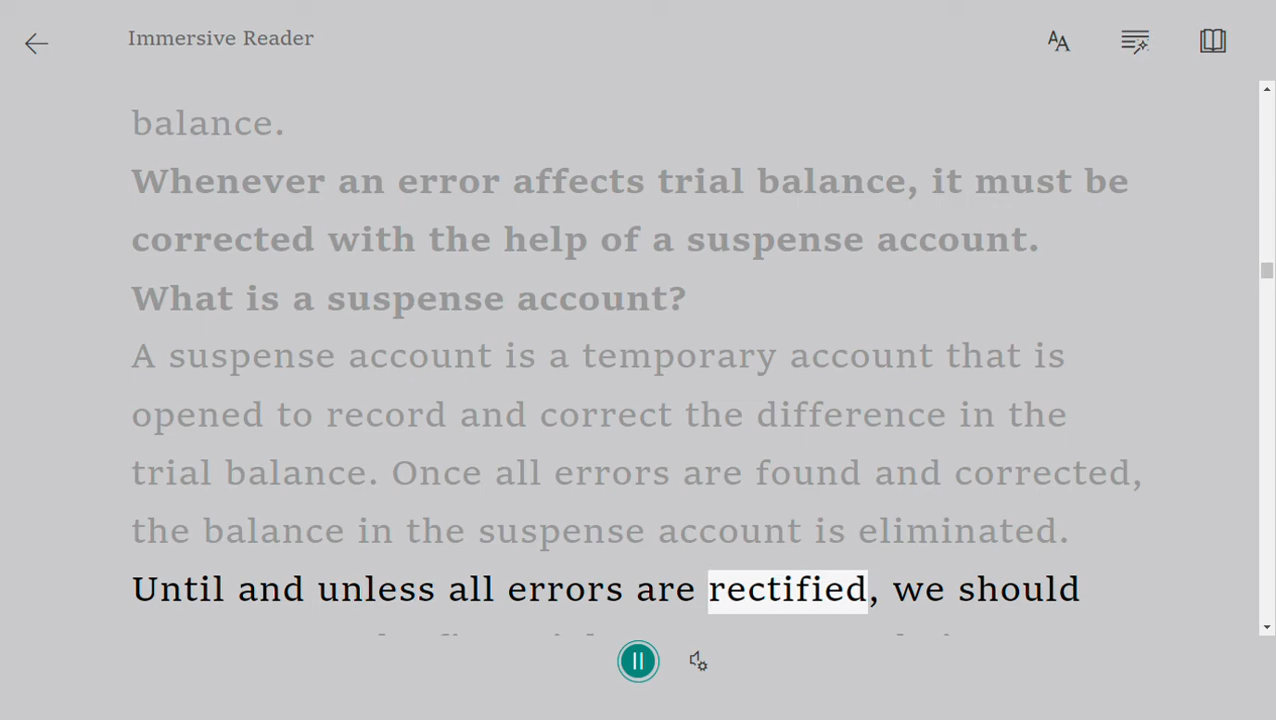 Immersive Reader
balance.
Whenever an error affects trial balance, it must be
corrected with the help of a suspense account.
What is a suspense account?
A suspense account is a temporary account that is
opened to record and correct the difference in the
trial balance. Once all errors are found and corrected,
the balance in the suspense account is eliminated.
Until and unless all errors are rectified, we should